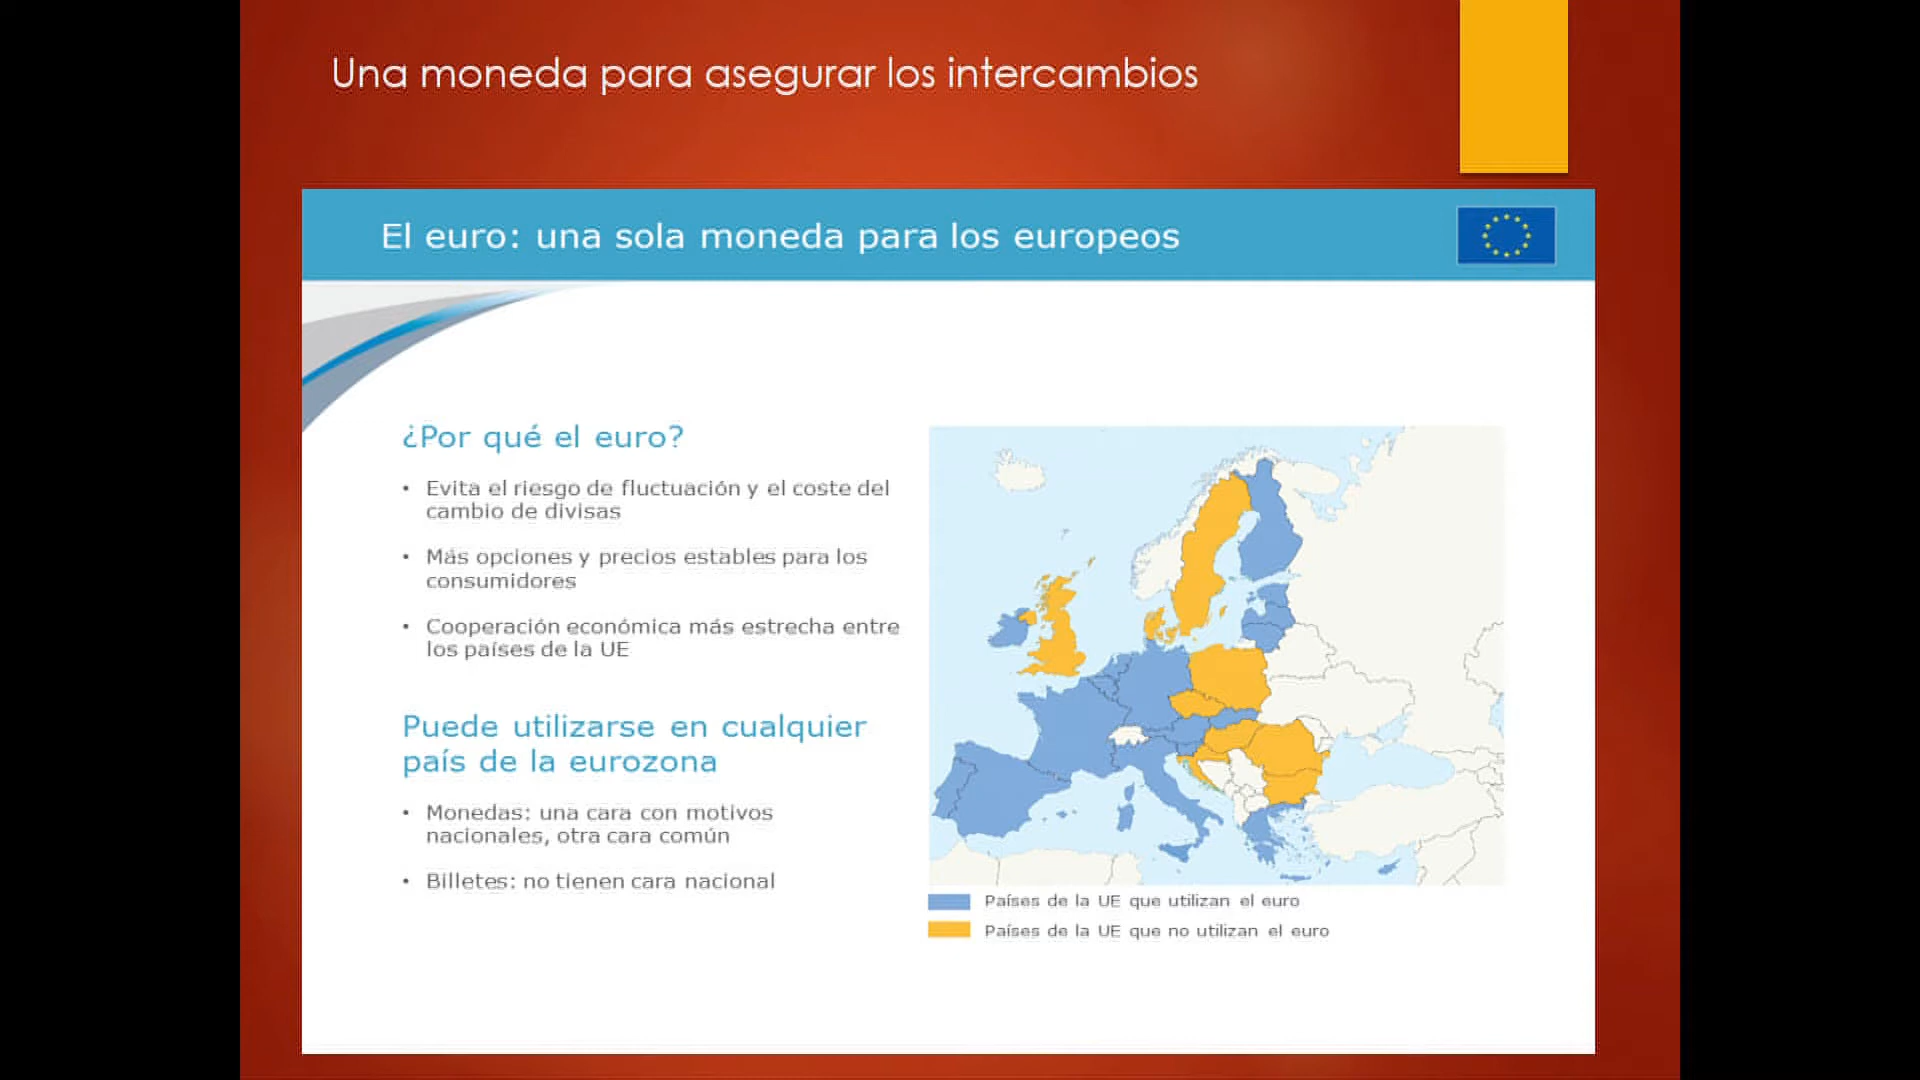 Una moneda para asegurar los intercambios
El euro: una sola moneda para los europeos
¿Por qué el euro?
• Evita el riesgo de fluctuación y el coste del
cambio de divisas
• Más opciones y precios estables para los
consumidores
• Cooperación económica más estrecha entre
los países de la UE
Puede utilizarse en cualquier
país de la eurozona
• Monedas: una cara con motivos
nacionales, otra cara común
• Billetes: no tienen cara nacional
Países de la UE que utilizan el euro
Países de la UE que no utilizan el euro